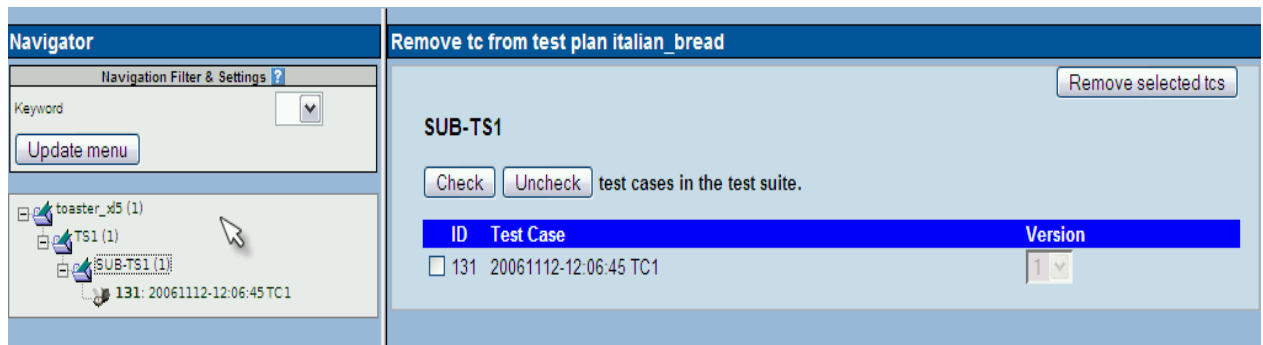 Navigator
Navigation Filter & Settings ?
Keyword
Update menu
toaster_xl5 (1)
TS1 (1)
SUB-TS1 (1)
131: 20061112-12:06:45 TC1
Remove tc from test plan italian_bread
Remove selected tcs
SUB-TS1
Check Uncheck test cases in the test suite.
ID Test Case Version
131 20061112-12:06:45 TC1 1